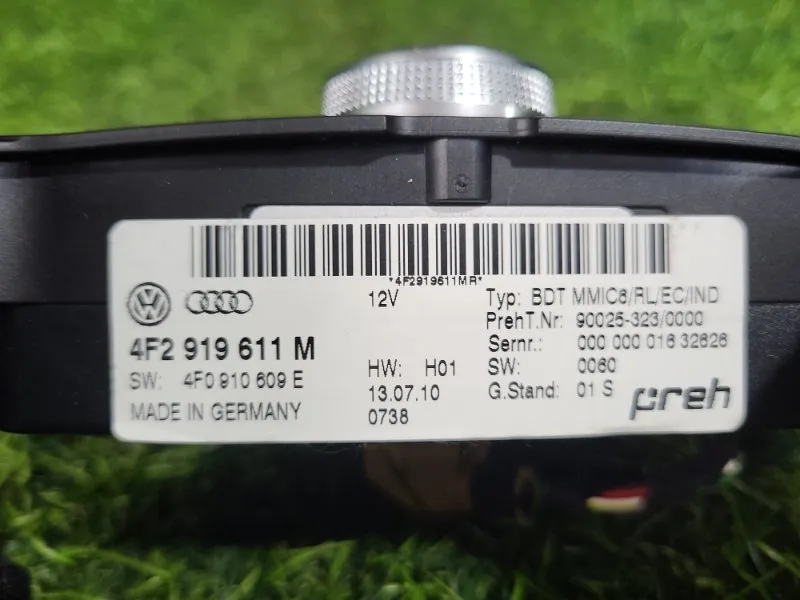 *4F2919611MR*
12V
Typ: BDT MMIC6/RL/EC/IND
PrehT.Nr: 90025-323/0000
4F2 919 611 M
Sernr.: 000 000 016 32626
HW: H01
SW: 0060
SW: 4F0 910 609 E
13.07.10
G.Stand: 01 S
MADE IN GERMANY
0738
preh